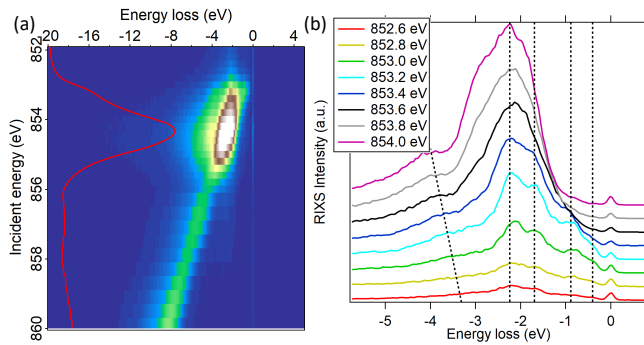 (a)
Energy loss (eV)
20 -16 -12 -8 -4 0 4
852
854
856
858
860
Incident energy (eV)
(b)
852.6 eV
852.8 eV
853.0 eV
853.2 eV
853.4 eV
853.6 eV
853.8 eV
854.0 eV
RIXS Intensity (a.u.)
-5 -4 -3 -2 -1 0
Energy loss (eV)